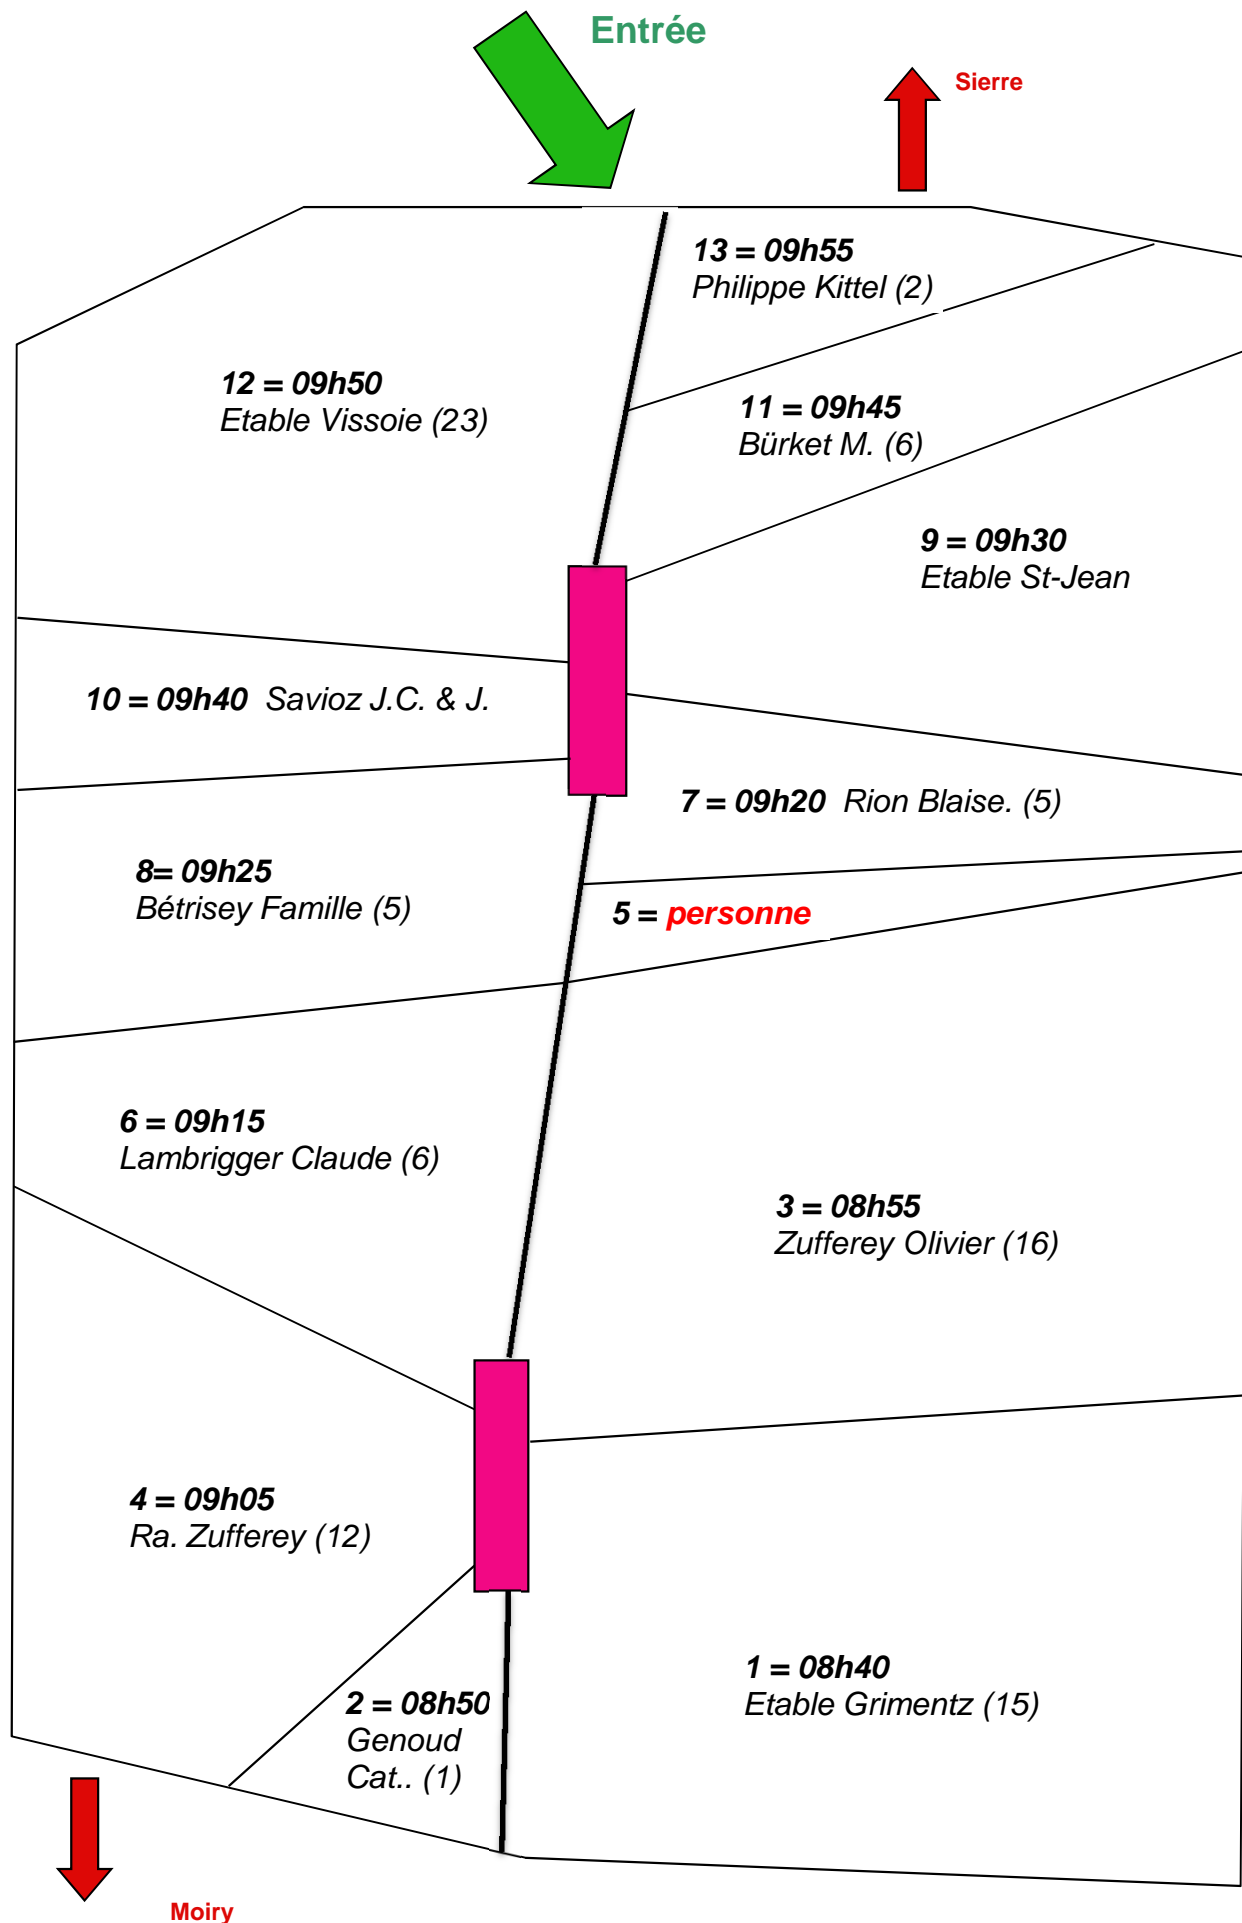 Entrée
Sierre
13 = 09h55
Philippe Kittel (2)
12 = 09h50
Etable Vissoie (23)
11 = 09h45
Bürket M. (6)
9 = 09h30
Etable St-Jean
10 = 09h40 Savioz J.C. & J.
7 = 09h20 Rion Blaise. (5)
8= 09h25
Bétrisey Famille (5)
5 = personne
6 = 09h15
Lambrigger Claude (6)
3 = 08h55
Zufferey Olivier (16)
4 = 09h05
Ra. Zufferey (12)
1 = 08h40
Etable Grimentz (15)
2 = 08h50
Genoud
Cat.. (1)
Moiry